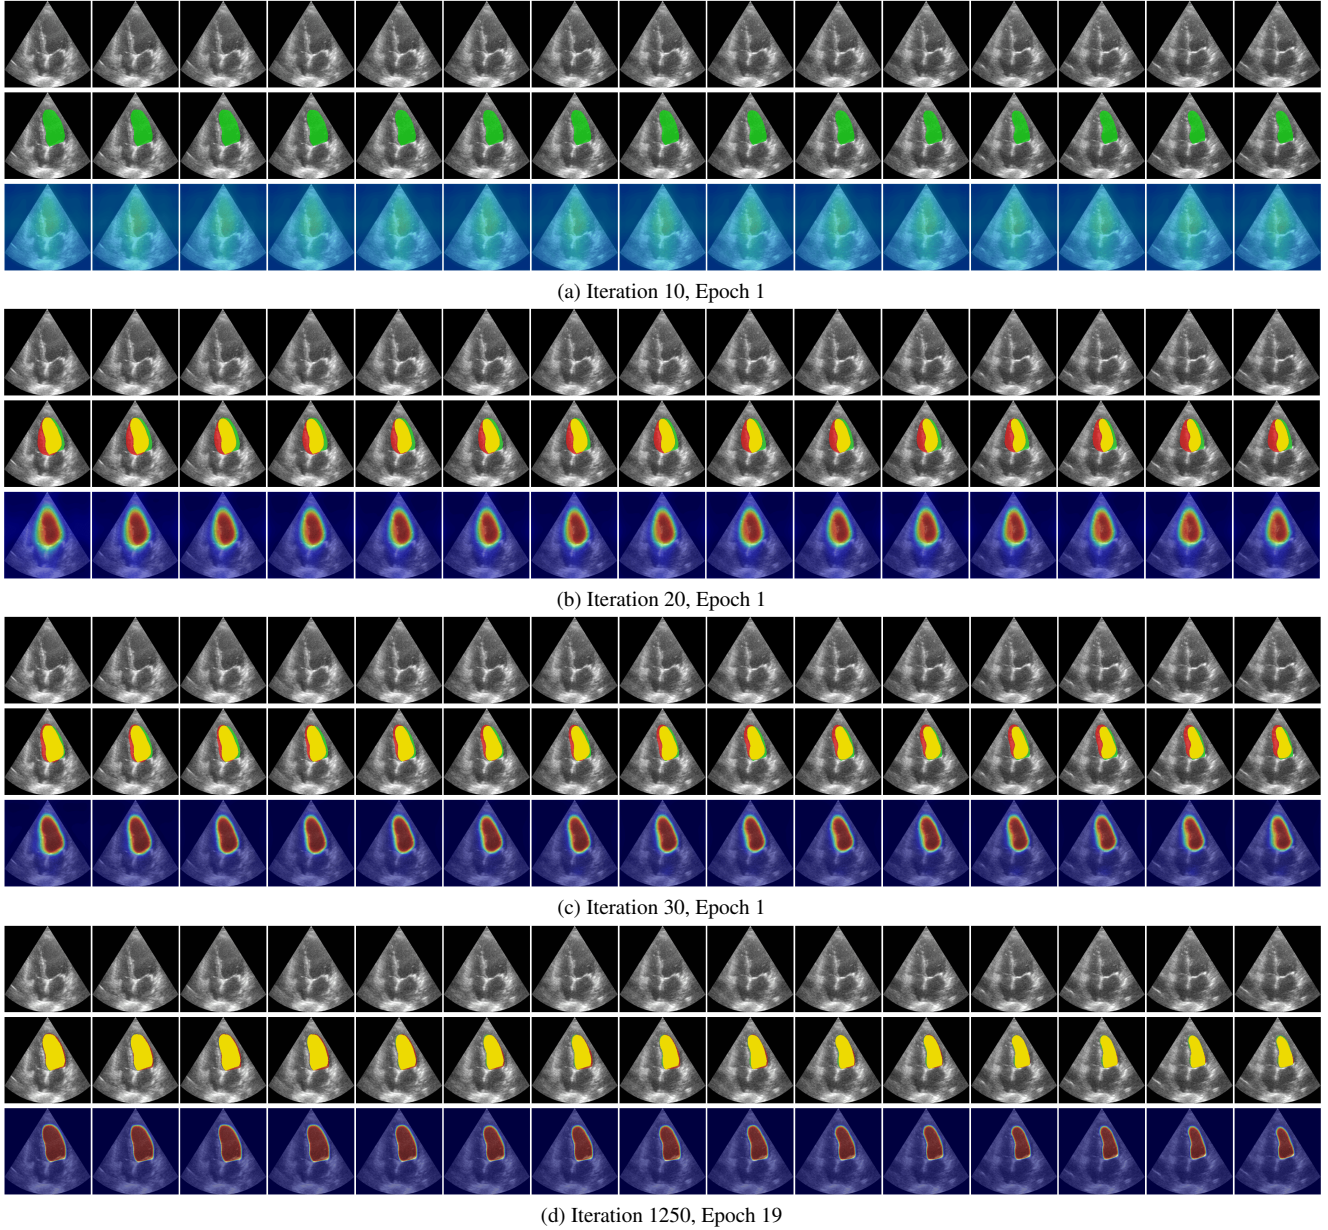 (a) Iteration 10, Epoch 1
(b) Iteration 20, Epoch 1
(c) Iteration 30, Epoch 1
(d) Iteration 1250, Epoch 19